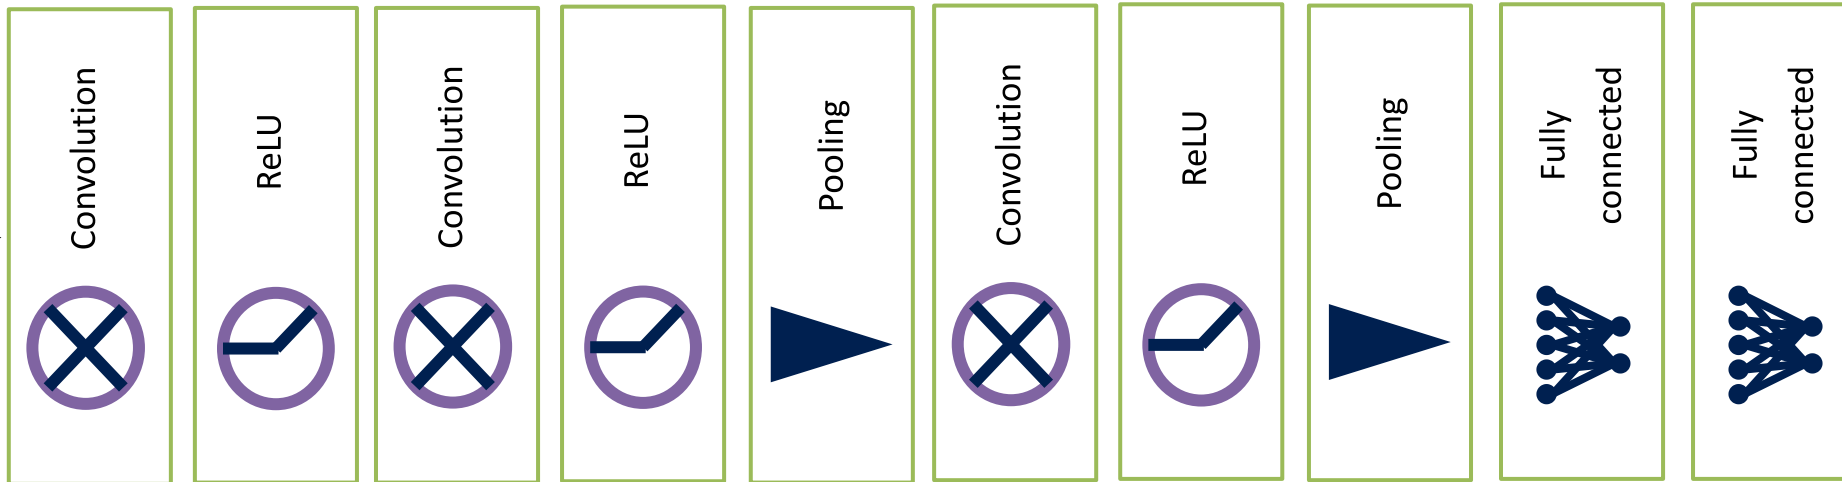 Convolution
ReLU
Convolution
ReLU
Pooling
Convolution
ReLU
Pooling
Fully
connected
Fully
connected